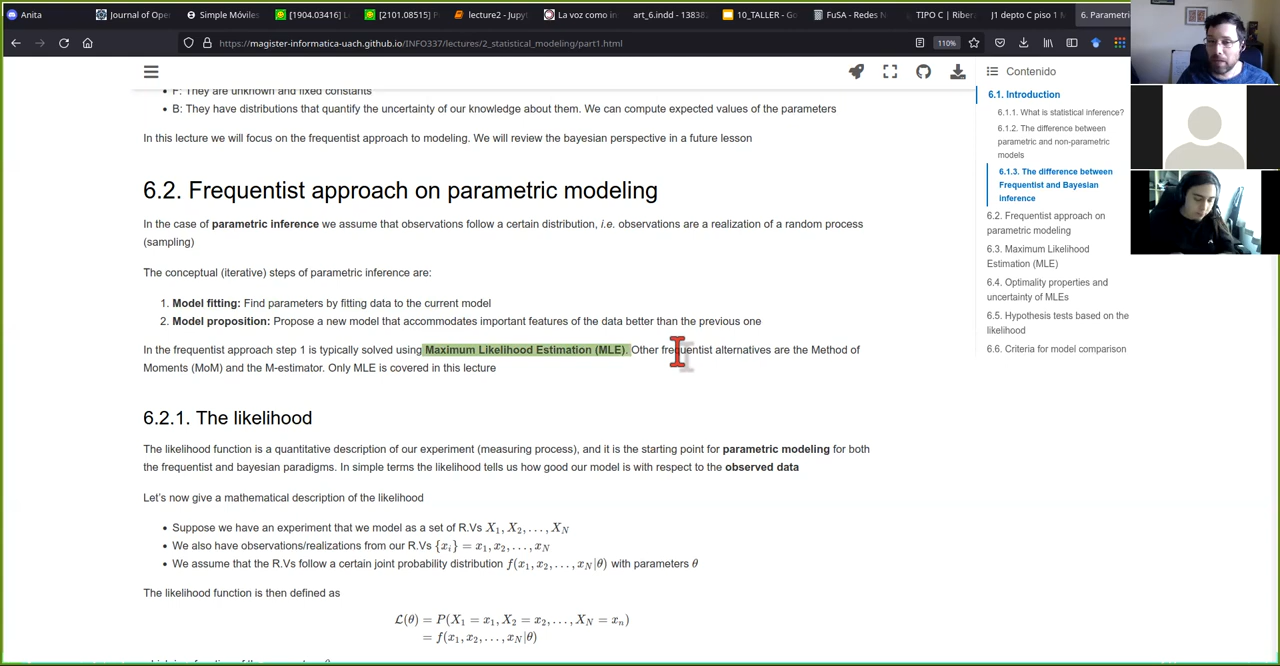 Anita
Journal of Ope
Simple Móviles
[1904.03416] L
[2101.08515] P
lecture2 - Jupyt
La voz como in
art_6.indd - 13838
10_TALLER - Go
FuSA - Redes N
TIPO C | Ribera
J1 depto C piso 1 M
6. Parametri
https://magister-informatica-uach.github.io/INFO337/lectures/2_statistical_modeling/part1.html
110%
F: They are unknown and fixed constants
B: They have distributions that quantify the uncertainty of our knowledge about them. We can compute expected values of the parameters
In this lecture we will focus on the frequentist approach to modeling. We will review the bayesian perspective in a future lesson
6.2. Frequentist approach on parametric modeling
In the case of parametric inference we assume that observations follow a certain distribution, i.e. observations are a realization of a random process
(sampling)
The conceptual (iterative) steps of parametric inference are:
1. Model fitting: Find parameters by fitting data to the current model
2. Model proposition: Propose a new model that accommodates important features of the data better than the previous one
In the frequentist approach step 1 is typically solved using Maximum Likelihood Estimation (MLE). Other frequentist alternatives are the Method of
Moments (MoM) and the M-estimator. Only MLE is covered in this lecture
6.2.1. The likelihood
The likelihood function is a quantitative description of our experiment (measuring process), and it is the starting point for parametric modeling for both
the frequentist and bayesian paradigms. In simple terms the likelihood tells us how good our model is with respect to the observed data
Let's now give a mathematical description of the likelihood
Suppose we have an experiment that we model as a set of R.Vs X₁, X₂, . . . , X_N
We also have observations/realizations from our R.Vs {xᵢ} = x₁, x₂, . . . , x_N
We assume that the R.Vs follow a certain joint probability distribution f(x₁, x₂, . . . , x_N|θ) with parameters θ
The likelihood function is then defined as
ℒ(θ) = P(X₁ = x₁, X₂ = x₂, . . . , X_N = x_n)
= f(x₁, x₂, . . . , x_N|θ)
Contenido
6.1. Introduction
6.1.1. What is statistical inference?
6.1.2. The difference between
parametric and non-parametric
models
6.1.3. The difference between
Frequentist and Bayesian
inference
6.2. Frequentist approach on
parametric modeling
6.3. Maximum Likelihood
Estimation (MLE)
6.4. Optimality properties and
uncertainty of MLEs
6.5. Hypothesis tests based on the
likelihood
6.6. Criteria for model comparison